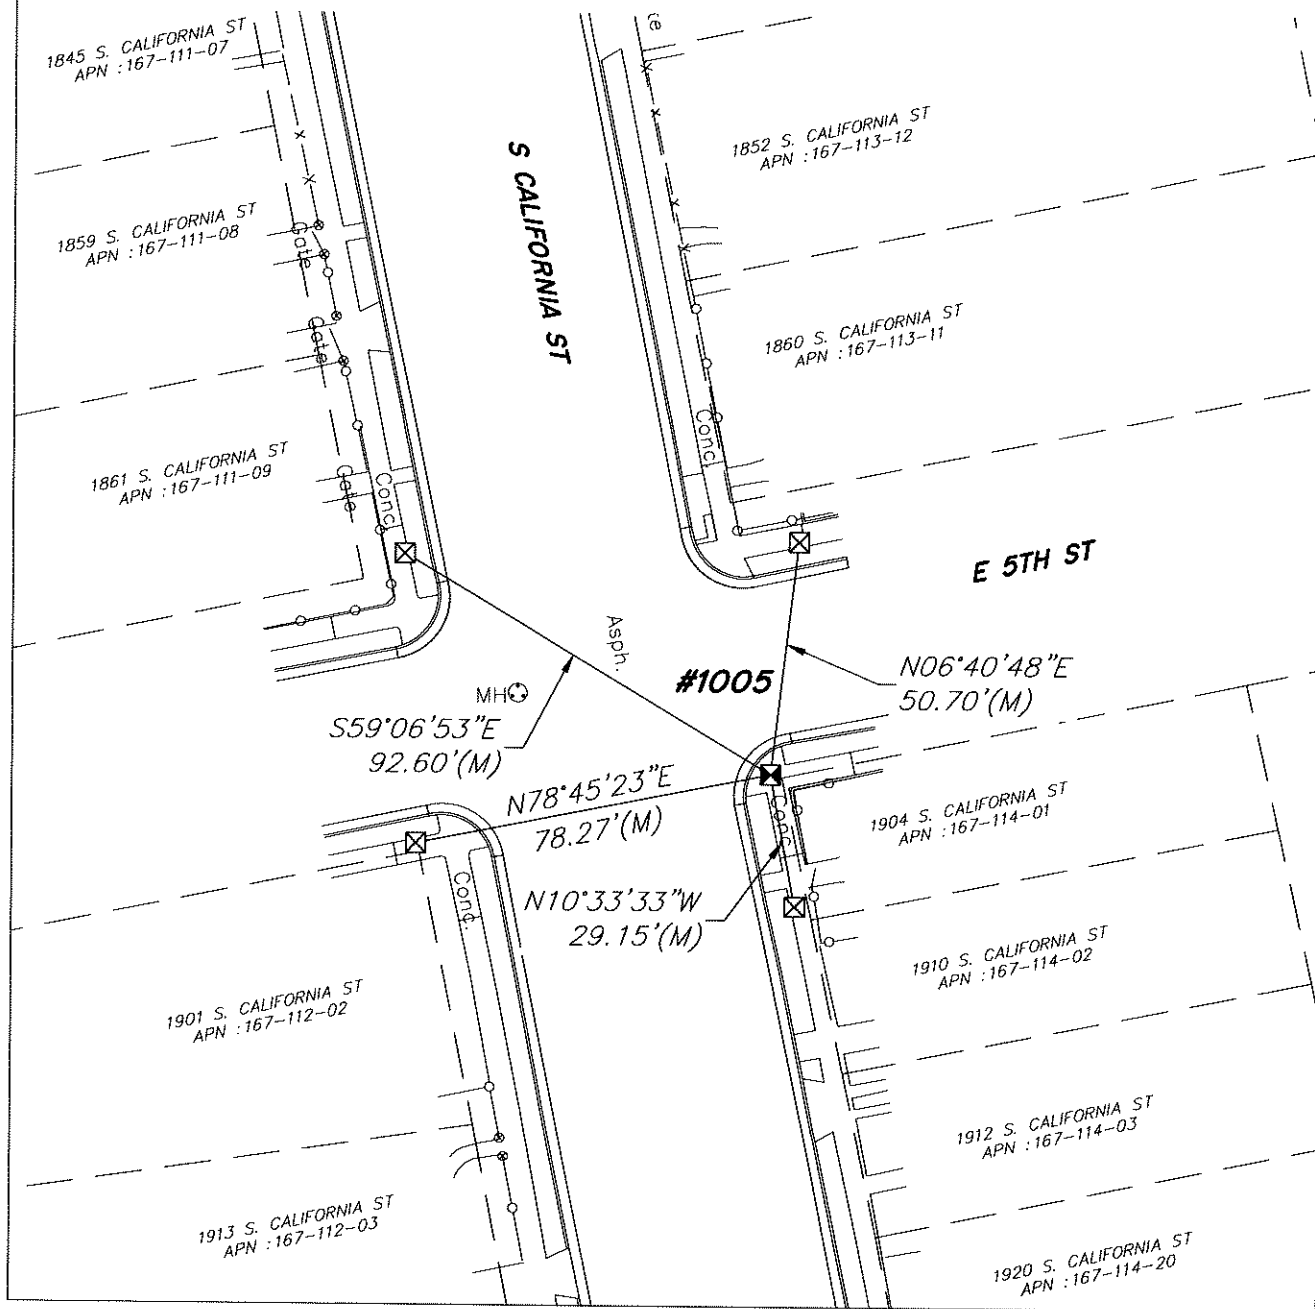 1845 S. CALIFORNIA ST
APN :167-111-07
1852 S. CALIFORNIA ST
APN :167-113-12
S CALIFORNIA ST
1859 S. CALIFORNIA ST
APN :167-111-08
Gate
Gate
1860 S. CALIFORNIA ST
APN :167-113-11
Conc.
1861 S. CALIFORNIA ST
APN :167-111-09
Gate
Conc.
E 5TH ST
Asph.
#1005
N06°40'48"E
50.70'(M)
MH
S59°06'53"E
92.60'(M)
N78°45'23"E
78.27'(M)
Conc.
1904 S. CALIFORNIA ST
APN :167-114-01
Conc.
N10°33'33"W
29.15'(M)
1910 S. CALIFORNIA ST
APN :167-114-02
1901 S. CALIFORNIA ST
APN :167-112-02
1912 S. CALIFORNIA ST
APN :167-114-03
1913 S. CALIFORNIA ST
APN :167-112-03
1920 S. CALIFORNIA ST
APN :167-114-20